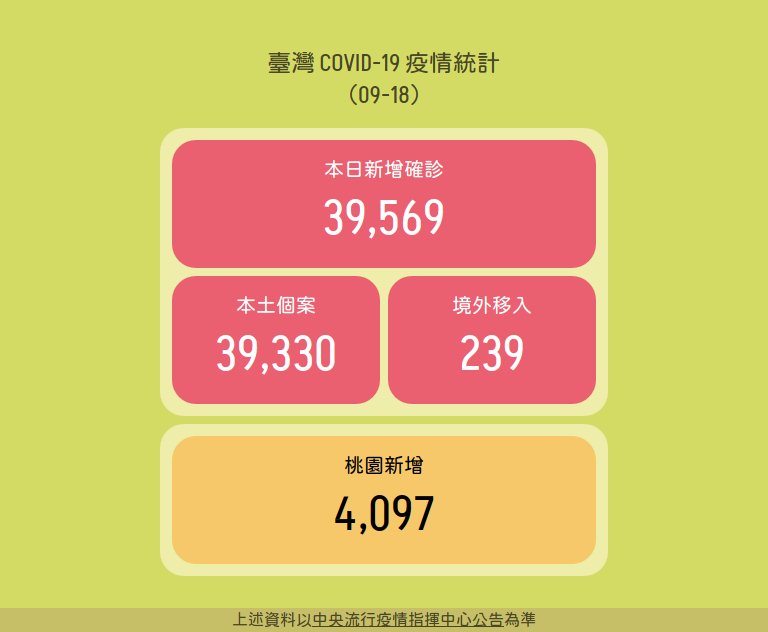 臺灣 COVID-19 疫情統計
（09-18）
本日新增確診
39,569
本土個案
39,330
境外移入
239
桃園新增
4,097
上述資料以中央流行疫情指揮中心公告為準